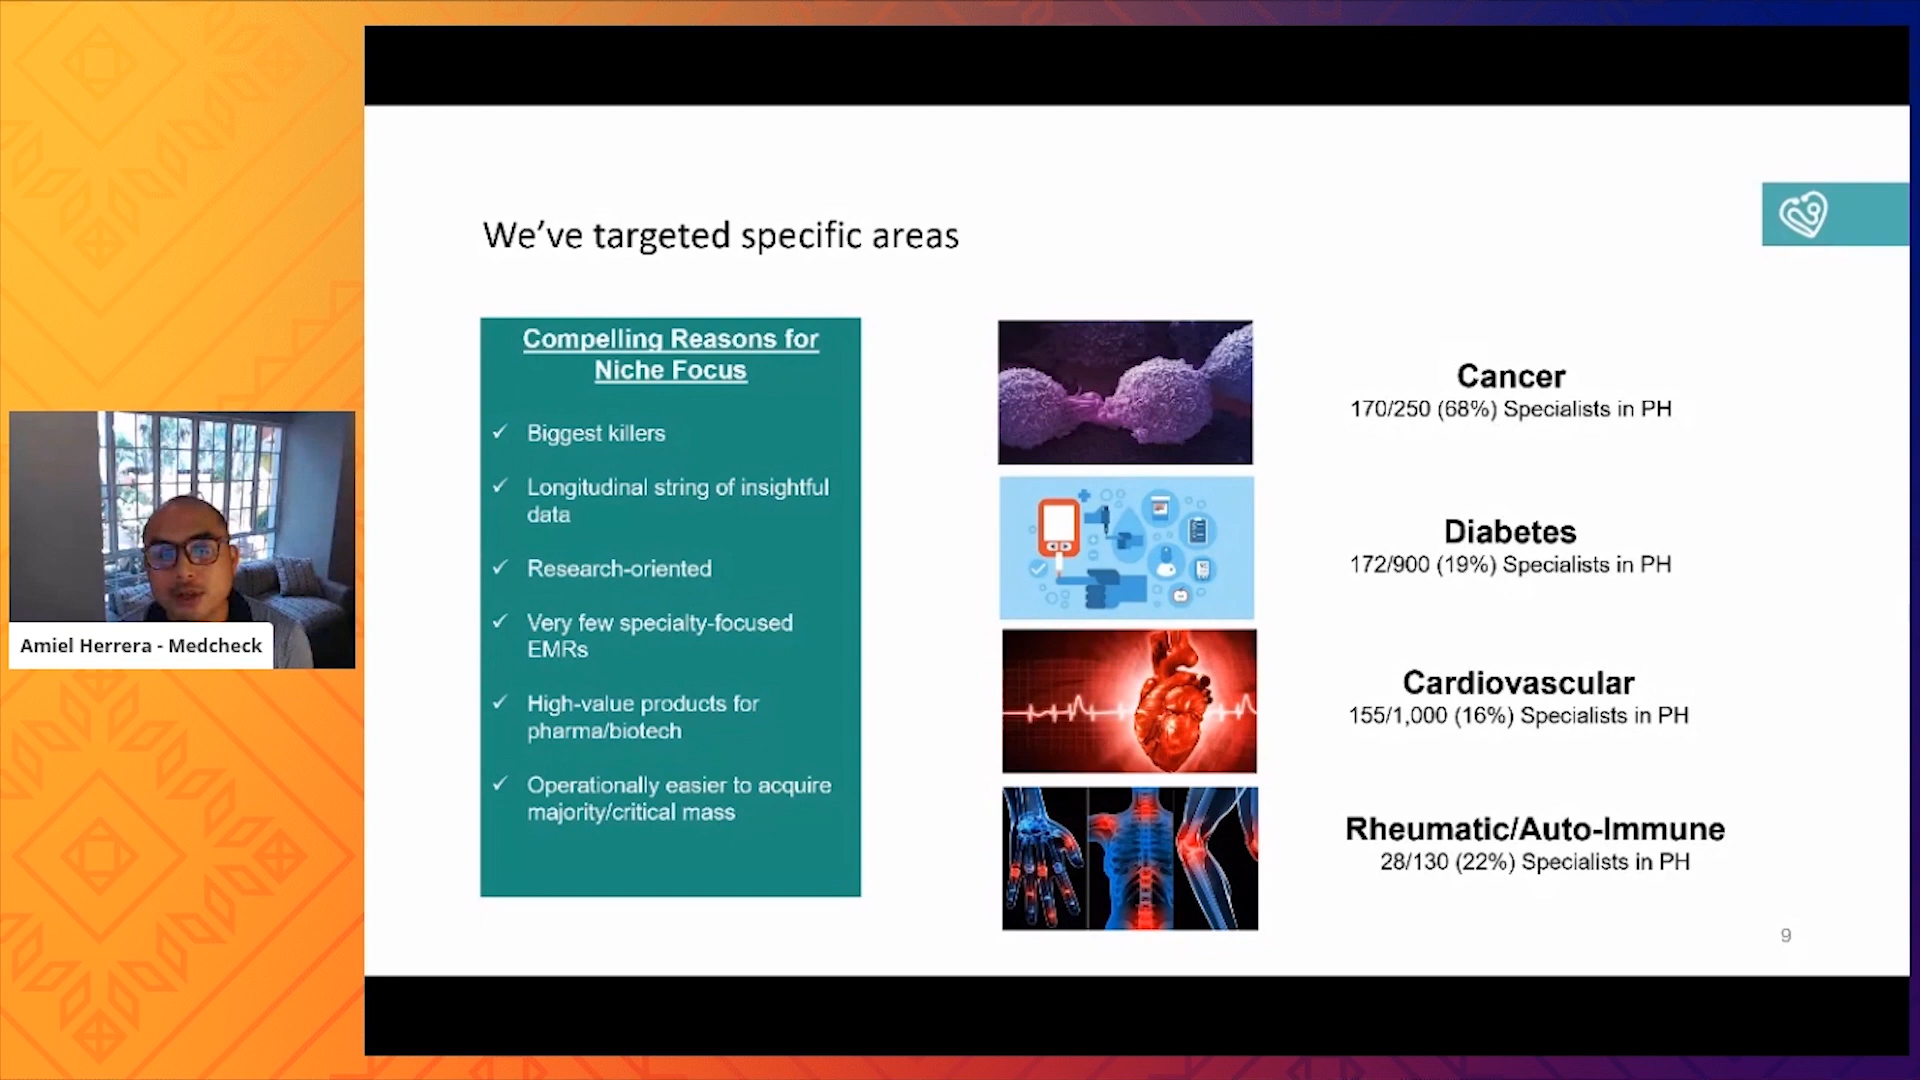 We've targeted specific areas
Compelling Reasons for
Niche Focus
✓ Biggest killers
✓ Longitudinal string of insightful
data
✓ Research-oriented
✓ Very few specialty-focused
EMRs
✓ High-value products for
pharma/biotech
✓ Operationally easier to acquire
majority/critical mass
Cancer
170/250 (68%) Specialists in PH
Diabetes
172/900 (19%) Specialists in PH
Cardiovascular
155/1,000 (16%) Specialists in PH
Rheumatic/Auto-Immune
28/130 (22%) Specialists in PH
9
Amiel Herrera - Medcheck